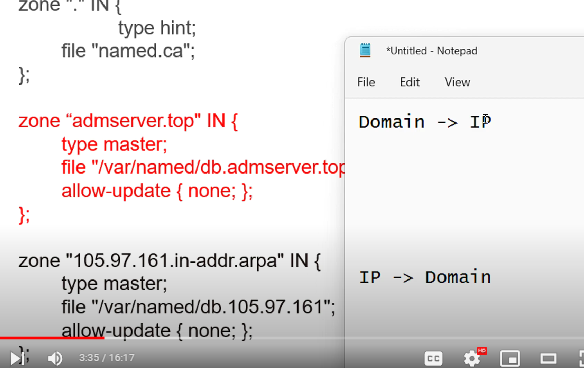 zone "." IN {
type hint;
file "named.ca";
};
zone “admserver.top" IN {
type master;
file "/var/named/db.admserver.top
allow-update { none; };
};
zone "105.97.161.in-addr.arpa" IN {
type master;
file "/var/named/db.105.97.161";
allow-update { none; };
};
*Untitled - Notepad
File Edit View
Domain -> IP
IP -> Domain
3:35 / 16:17
CC
HD